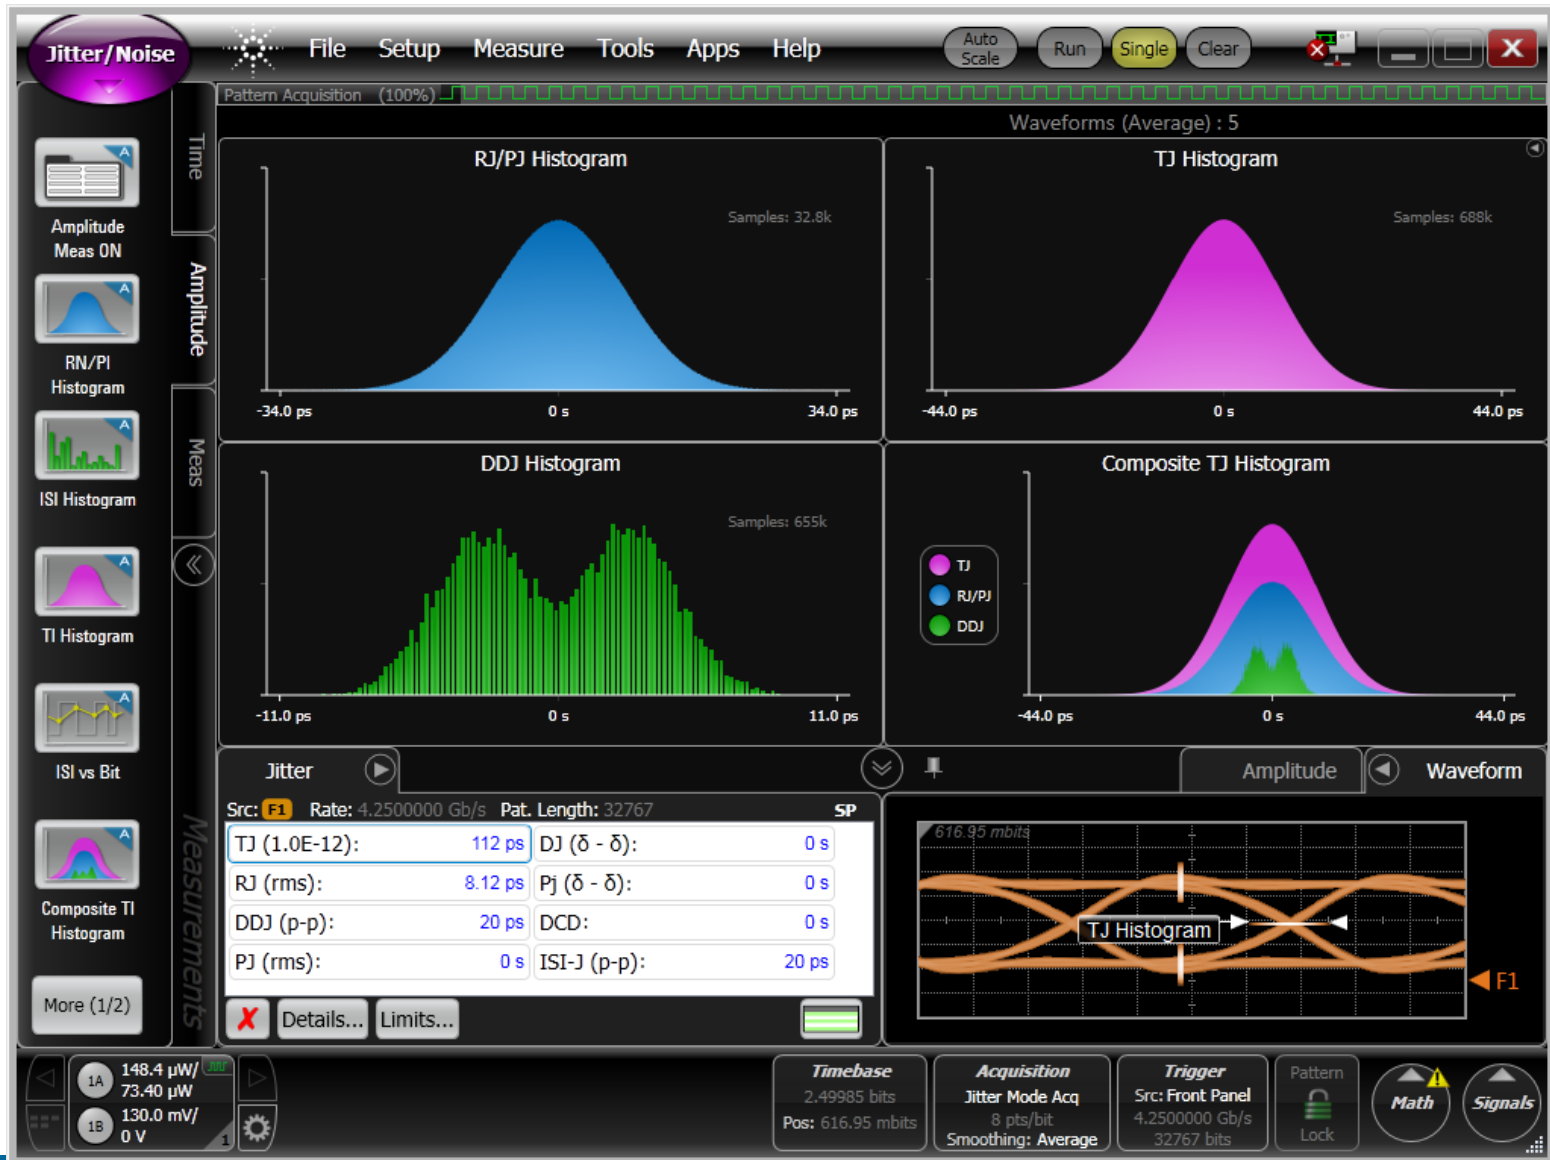 Jitter/Noise
File Setup Measure Tools Apps Help
Auto
Scale
Run
Single
Clear
Pattern Acquisition (100%)
Waveforms (Average) : 5
Time
Amplitude
Meas
Measurements
Amplitude
Meas ON
RN/PI
Histogram
ISI Histogram
TI Histogram
ISI vs Bit
Composite TI
Histogram
More (1/2)
RJ/PJ Histogram
Samples: 32.8k
-34.0 ps 0 s 34.0 ps
TJ Histogram
Samples: 688k
-44.0 ps 0 s 44.0 ps
DDJ Histogram
Samples: 655k
-11.0 ps 0 s 11.0 ps
Composite TJ Histogram
TJ
RJ/PJ
DDJ
-44.0 ps 0 s 44.0 ps
Jitter
Amplitude
Waveform
Src: F1 Rate: 4.2500000 Gb/s Pat. Length: 32767 SP
TJ (1.0E-12): 112 ps DJ (δ - δ): 0 s
RJ (rms): 8.12 ps Pj (δ - δ): 0 s
DDJ (p-p): 20 ps DCD: 0 s
PJ (rms): 0 s ISI-J (p-p): 20 ps
Details... Limits...
616.95 mbits
TJ Histogram
F1
1A
148.4 µW/
73.40 µW
1B
130.0 mV/
0 V
1
Timebase
2.49985 bits
Pos: 616.95 mbits
Acquisition
Jitter Mode Acq
8 pts/bit
Smoothing: Average
Trigger
Src: Front Panel
4.2500000 Gb/s
32767 bits
Pattern
Lock
Math
Signals